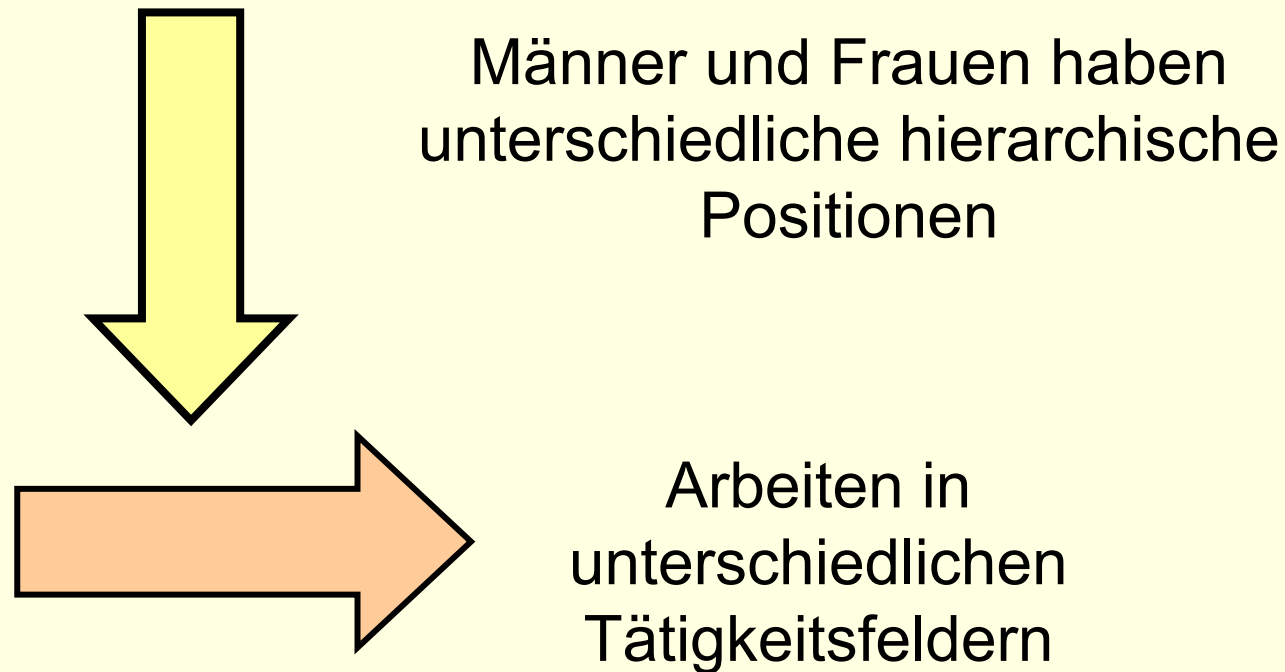 Männer und Frauen haben
unterschiedliche hierarchische
Positionen
Arbeiten in
unterschiedlichen
Tätigkeitsfeldern